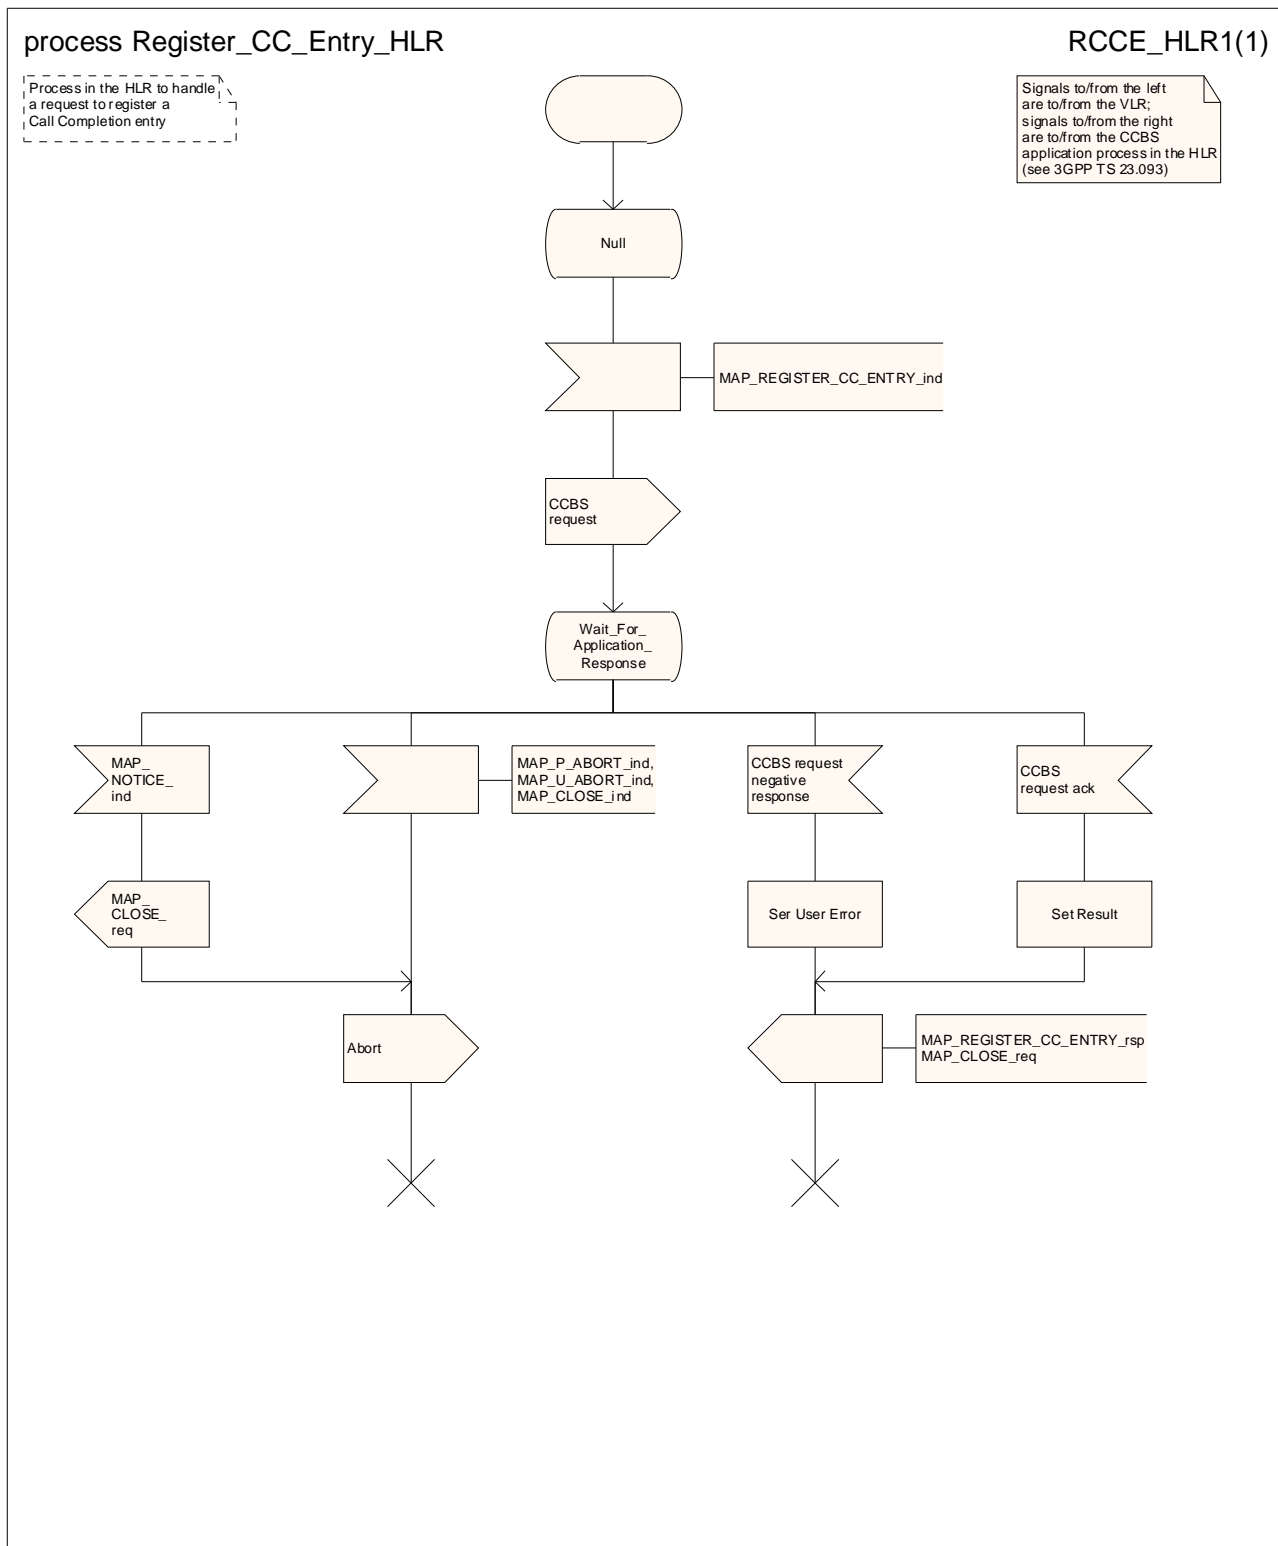 process Register_CC_Entry_HLR
RCCE_HLR1(1)
Process in the HLR to handle
a request to register a
Call Completion entry
Signals to/from the left
are to/from the VLR;
signals to/from the right
are to/from the CCBS
application process in the HLR
(see 3GPP TS 23.093)
Null
MAP_REGISTER_CC_ENTRY_ind
CCBS
request
Wait_For_
Application_
Response
MAP_
NOTICE_
ind
MAP_P_ABORT_ind,
MAP_U_ABORT_ind,
MAP_CLOSE_ind
CCBS request
negative
response
CCBS
request ack
MAP_
CLOSE_
req
Ser User Error
Set Result
Abort
MAP_REGISTER_CC_ENTRY_rsp
MAP_CLOSE_req